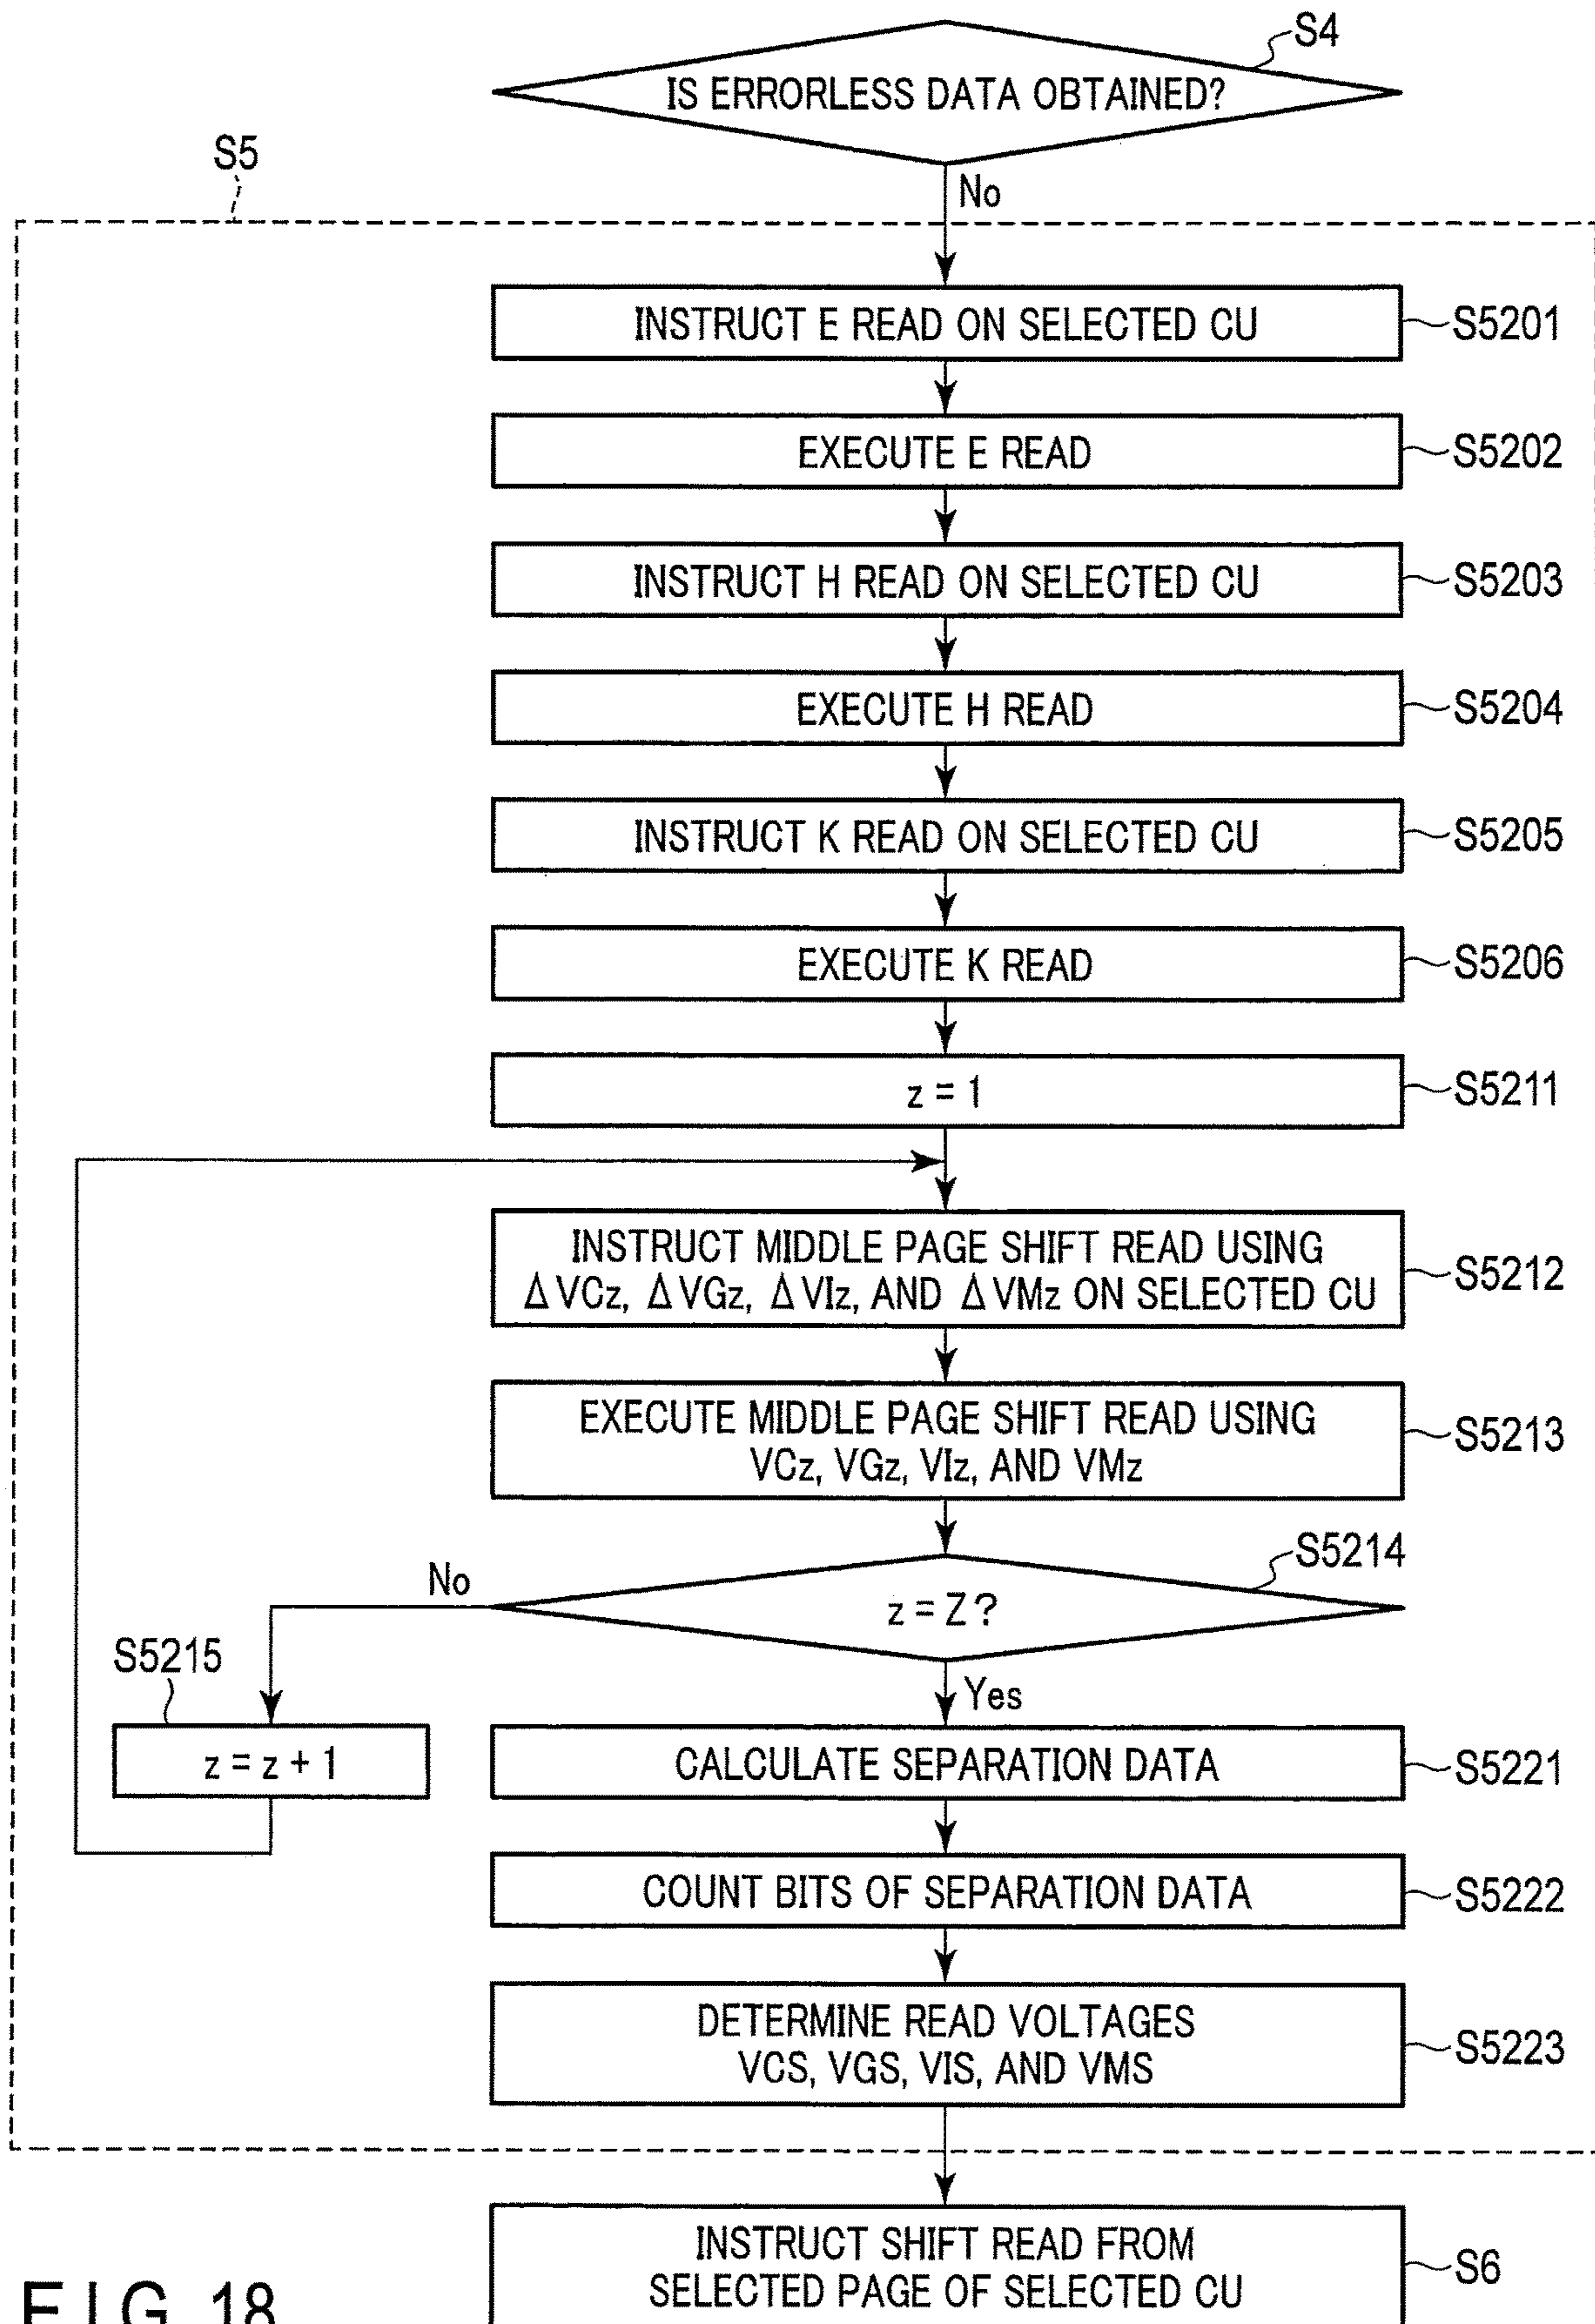 S4
IS ERRORLESS DATA OBTAINED?
S5
No
INSTRUCT E READ ON SELECTED CU
S5201
EXECUTE E READ
S5202
INSTRUCT H READ ON SELECTED CU
S5203
EXECUTE H READ
S5204
INSTRUCT K READ ON SELECTED CU
S5205
EXECUTE K READ
S5206
z = 1
S5211
INSTRUCT MIDDLE PAGE SHIFT READ USING
ΔVCz, ΔVGz, ΔVIz, AND ΔVMz ON SELECTED CU
S5212
EXECUTE MIDDLE PAGE SHIFT READ USING
VCz, VGz, VIz, AND VMz
S5213
S5214
No
z = Z?
S5215
Yes
z = z + 1
CALCULATE SEPARATION DATA
S5221
COUNT BITS OF SEPARATION DATA
S5222
DETERMINE READ VOLTAGES
VCS, VGS, VIS, AND VMS
S5223
INSTRUCT SHIFT READ FROM
SELECTED PAGE OF SELECTED CU
S6
FIG. 18